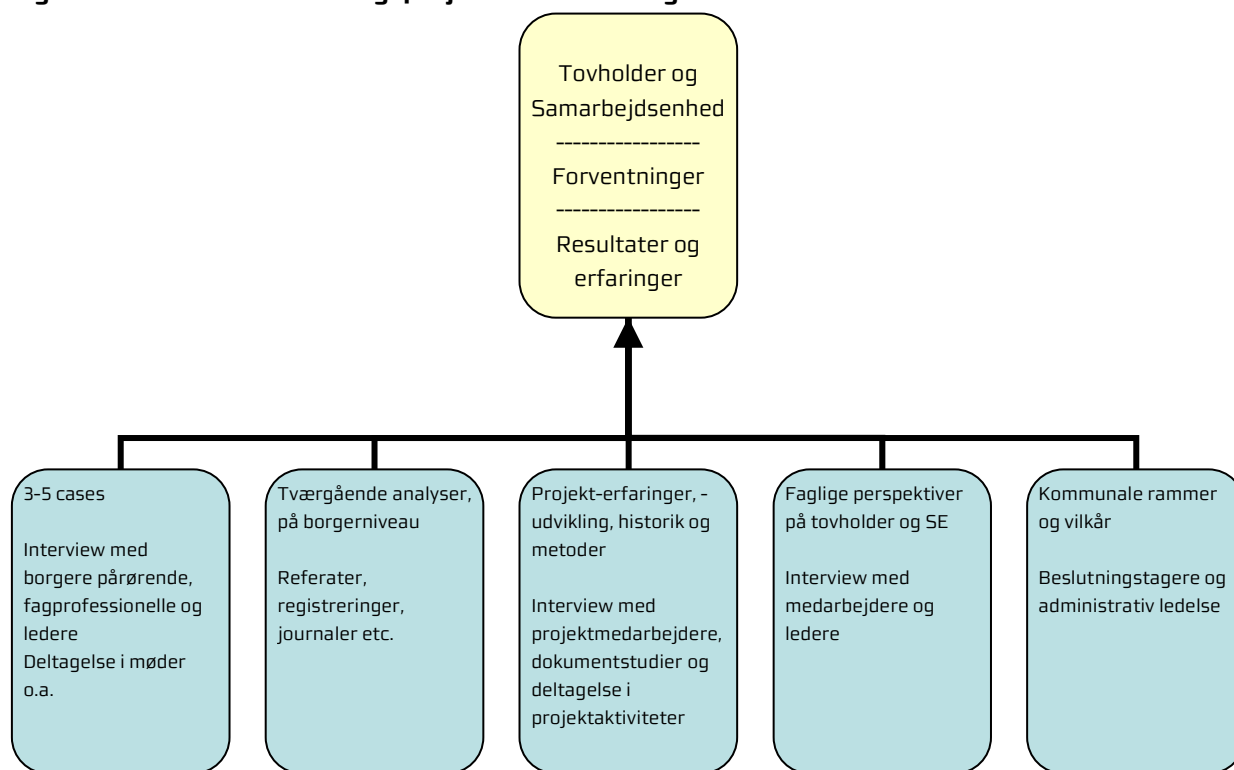 Tovholder og
Samarbejdsenhed
-----------------
Forventninger
-----------------
Resultater og
erfaringer
3-5 cases
Interview med
borgere pårørende,
fagprofessionelle og
ledere
Deltagelse i møder
o.a.
Tværgående analyser,
på borgerniveau
Referater,
registreringer,
journaler etc.
Projekt-erfaringer, -
udvikling, historik og
metoder
Interview med
projektmedarbejdere,
dokumentstudier og
deltagelse i
projektaktiviteter
Faglige perspektiver
på tovholder og SE
Interview med
medarbejdere og
ledere
Kommunale rammer
og vilkår
Beslutningstagere og
administrativ ledelse